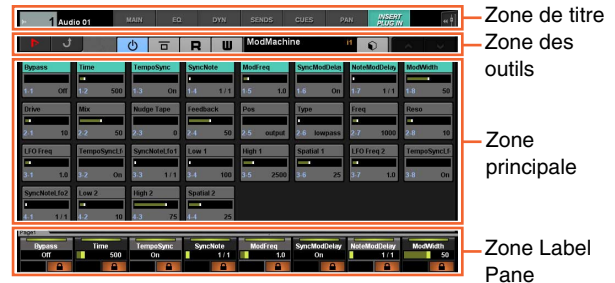 1 Audio 01 MAIN EQ DYN SENDS CUES PAN INSERT PLUG IN
Zone de titre
ModMachine
Zone des outils
Bypass Time TempoSync SyncNote ModFreq SyncModDelay NoteModDelay ModWidth
1-1 Off 1-2 500 1-3 On 1-4 1/1 1-5 1.0 1-6 On 1-7 1/1 1-8 50
Drive Mix Nudge Tape Feedback Pos Type Freq Reso
2-1 10 2-2 50 2-3 0 2-4 50 2-5 output 2-6 lowpass 2-7 1000 2-8 10
LFO Freq TempoSyncLf SyncNoteLfo1 Low 1 High 1 Spatial 1 LFO Freq 2 TempoSyncLf
3-1 1.0 3-2 On 3-3 1/1 3-4 100 3-5 2500 3-6 25 3-7 1.0 3-8 On
SyncNoteLfo2 Low 2 High 2 Spatial 2
4-1 1/1 4-2 10 4-3 75 4-4 25
Zone principale
Page1
Bypass Time TempoSync SyncNote ModFreq SyncModDelay NoteModDelay ModWidth
Off 500 On 1/1 1.0 On 1/1 50
Zone Label Pane